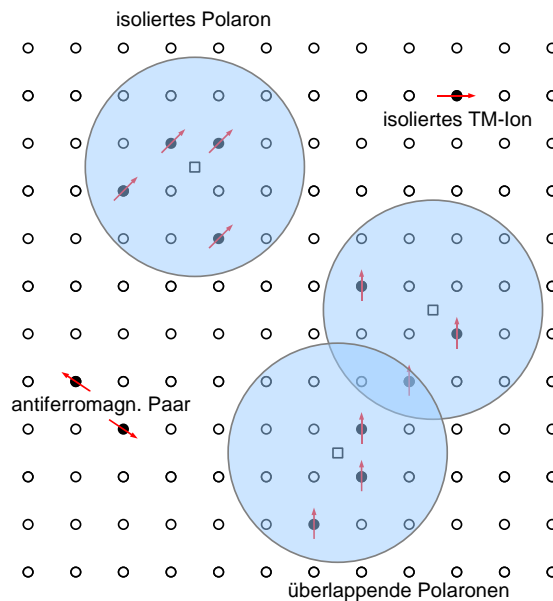 isoliertes Polaron
isoliertes TM-Ion
antiferromagn. Paar
überlappende Polaronen